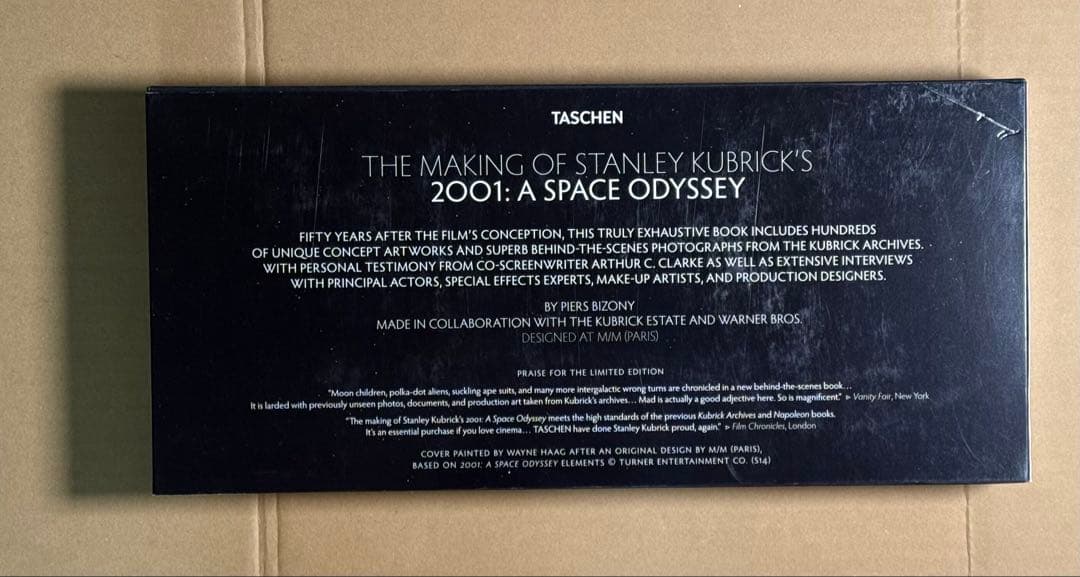 TASCHEN
THE MAKING OF STANLEY KUBRICK'S
2001: A SPACE ODYSSEY
FIFTY YEARS AFTER THE FILM'S CONCEPTION, THIS TRULY EXHAUSTIVE BOOK INCLUDES HUNDREDS
OF UNIQUE CONCEPT ARTWORKS AND SUPERB BEHIND-THE-SCENES PHOTOGRAPHS FROM THE KUBRICK ARCHIVES.
WITH PERSONAL TESTIMONY FROM CO-SCREENWRITER ARTHUR C. CLARKE AS WELL AS EXTENSIVE INTERVIEWS
WITH PRINCIPAL ACTORS, SPECIAL EFFECTS EXPERTS, MAKE-UP ARTISTS, AND PRODUCTION DESIGNERS.
BY PIERS BIZONY
MADE IN COLLABORATION WITH THE KUBRICK ESTATE AND WARNER BROS.
DESIGNED AT M/M (PARIS)
PRAISE FOR THE LIMITED EDITION
"Moon children, polka-dot aliens, suckling ape suits, and many more intergalactic wrong turns are chronicled in a new behind-the-scenes book...
It is larded with previously unseen photos, documents, and production art taken from Kubrick's archives... Mad is actually a good adjective here. So is magnificent." ▹ Vanity Fair, New York
"The making of Stanley Kubrick's 2001: A Space Odyssey meets the high standards of the previous Kubrick Archives and Napoleon books.
It's an essential purchase if you love cinema... TASCHEN have done Stanley Kubrick proud, again." ▹ Film Chronicles, London
COVER PAINTED BY WAYNE HAAG AFTER AN ORIGINAL DESIGN BY M/M (PARIS),
BASED ON 2001: A SPACE ODYSSEY ELEMENTS © TURNER ENTERTAINMENT CO. (S14)